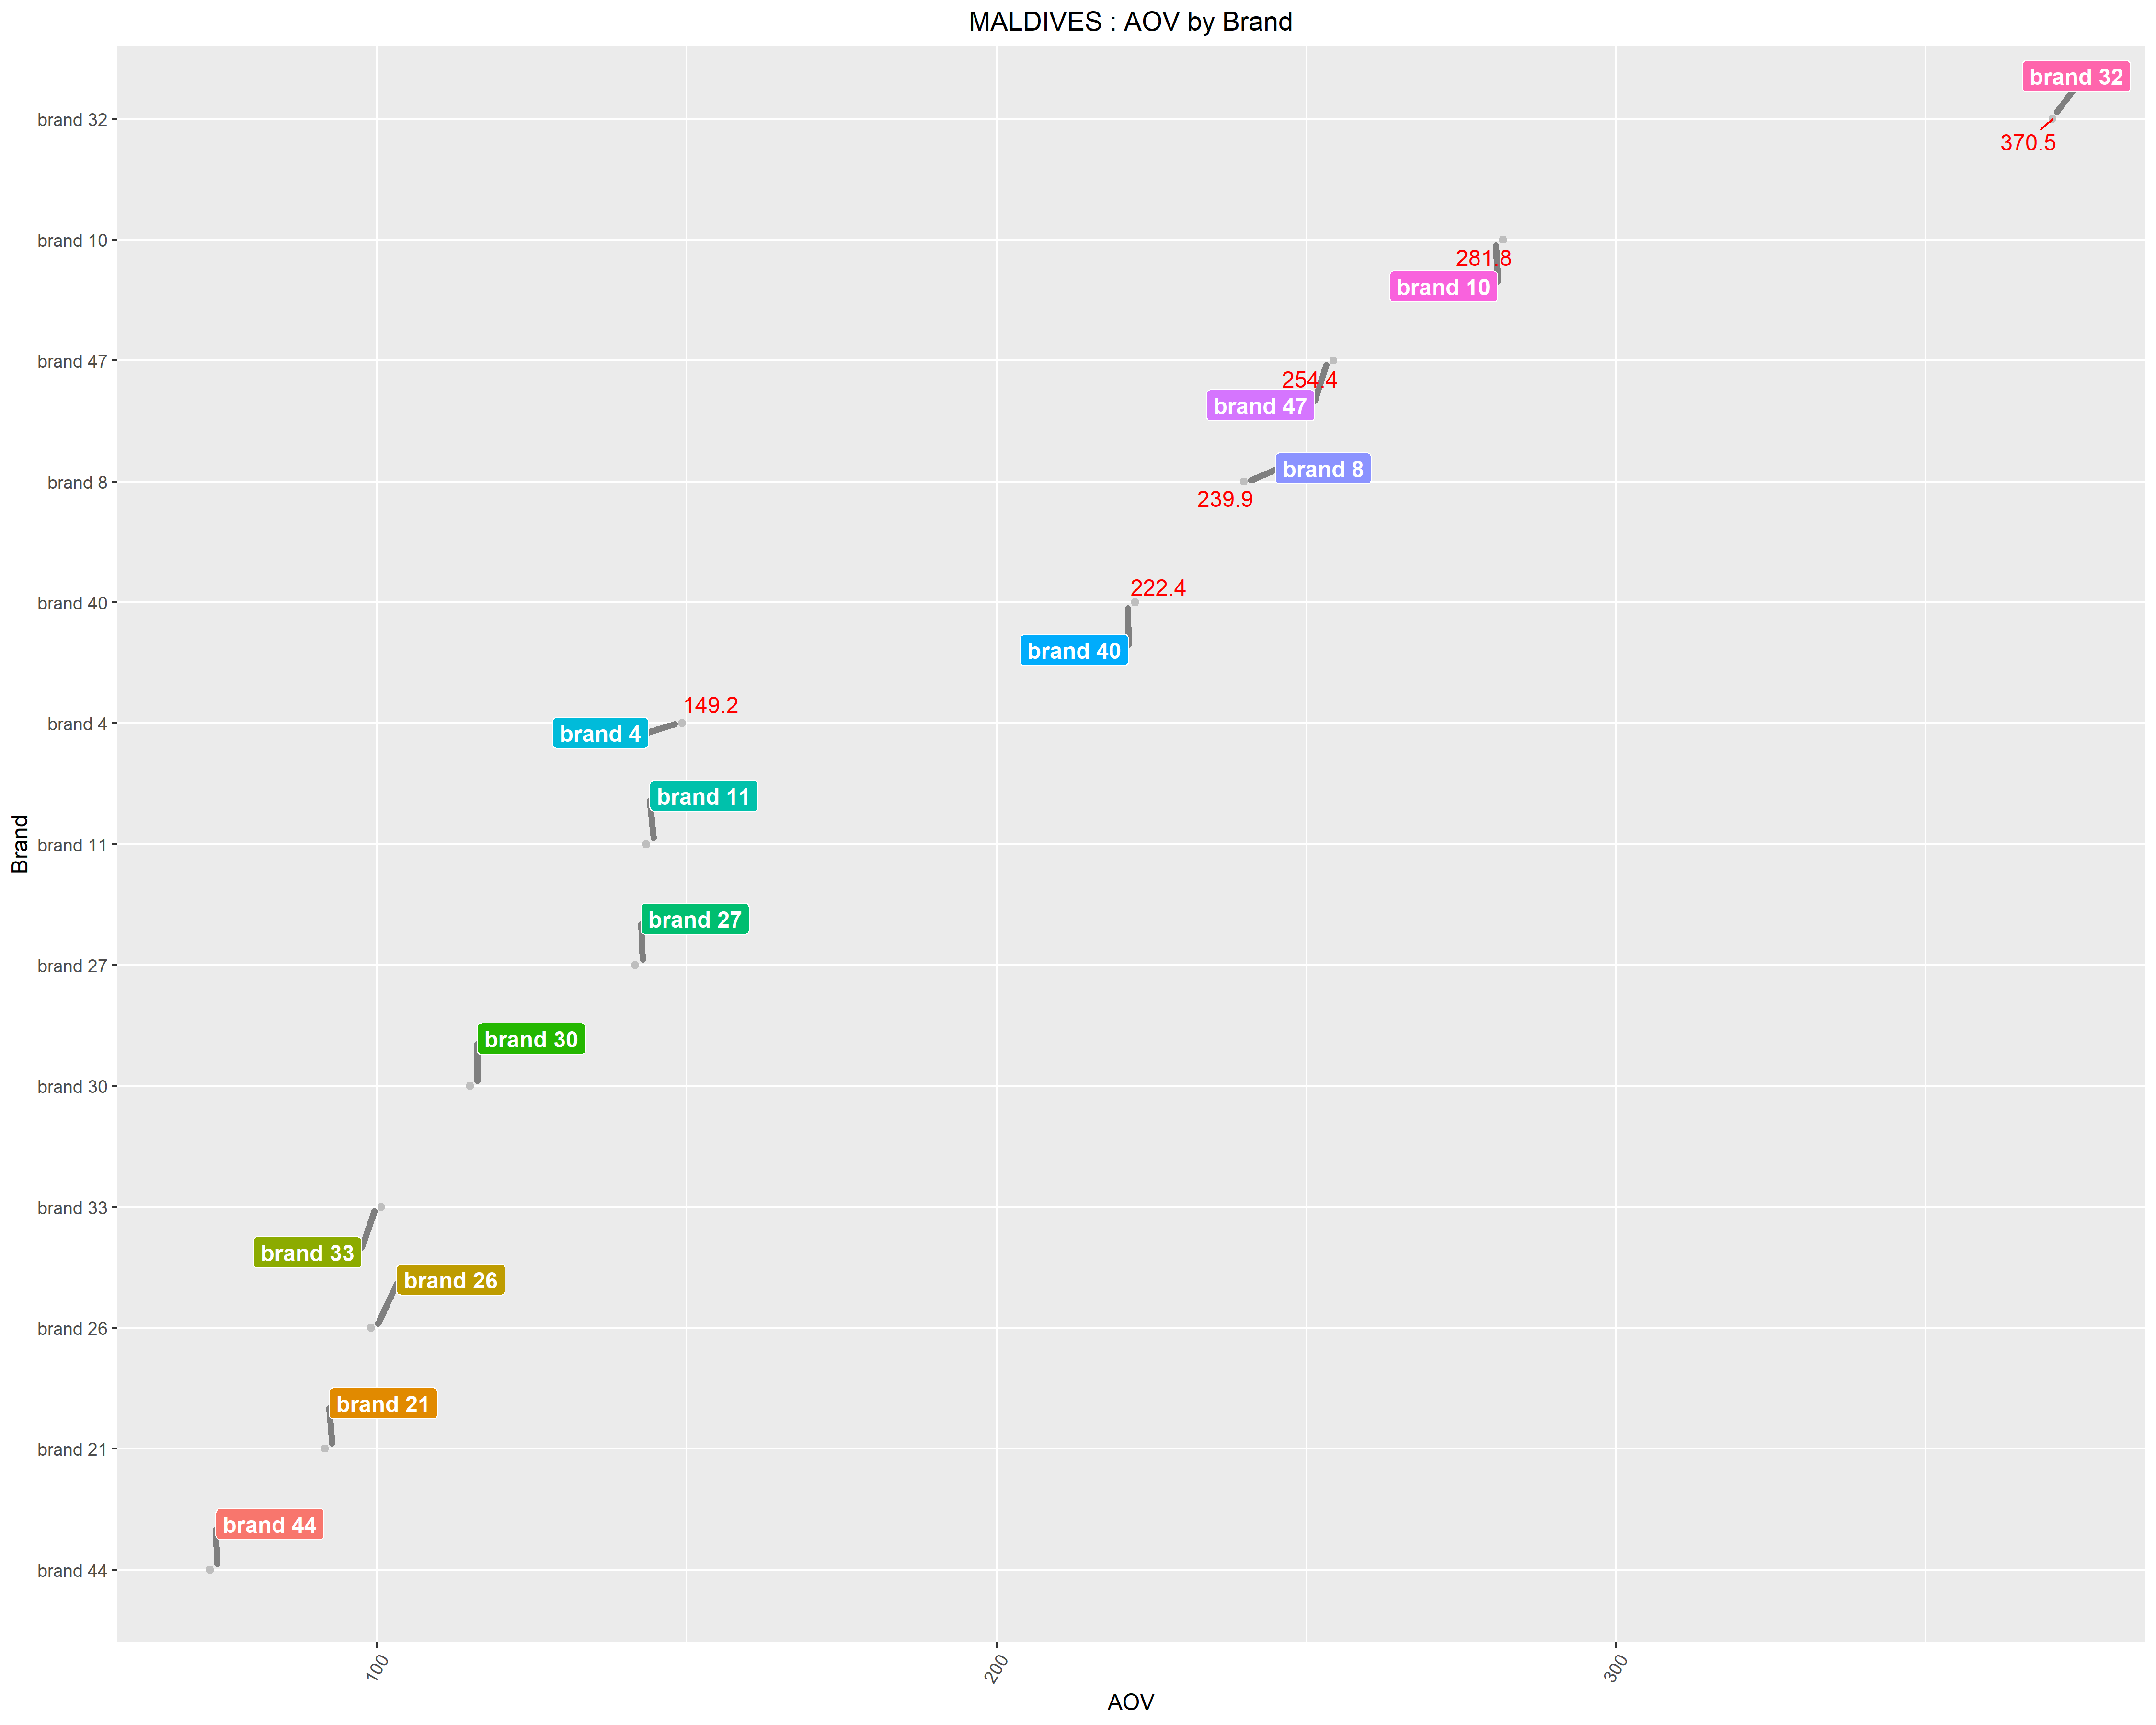 MALDIVES : AOV by Brand
brand 32
brand 32
370.5
brand 10
281.8
brand 10
brand 47
254.4
brand 47
brand 8
brand 8
239.9
222.4
brand 40
brand 40
149.2
brand 4
brand 4
brand 11
Brand
brand 11
brand 27
brand 27
brand 30
brand 30
brand 33
brand 33
brand 26
brand 26
brand 21
brand 21
brand 44
brand 44
100
200
300
AOV